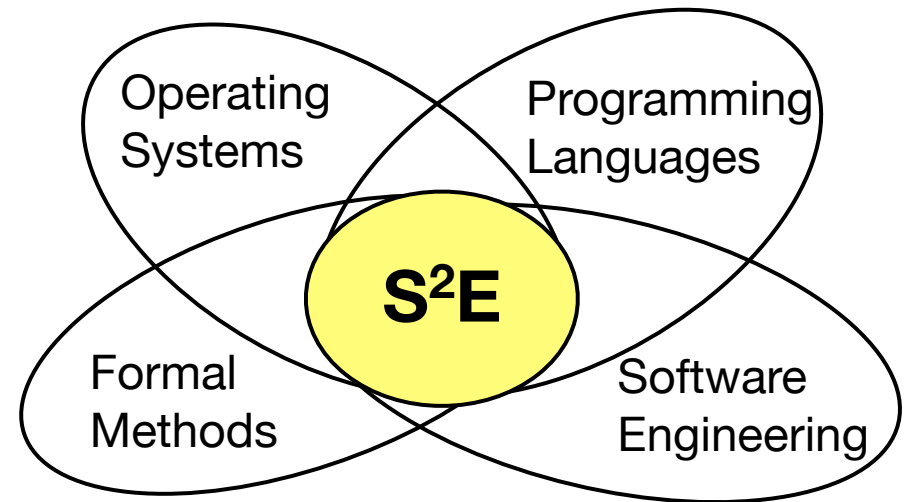 Operating
Systems
Programming
Languages
S²E
Formal
Methods
Software
Engineering